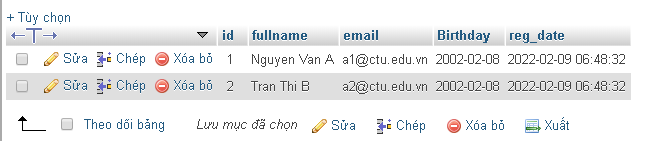 + Tùy chọn
id fullname email Birthday reg_date
Sửa Chép Xóa bỏ 1 Nguyen Van A a1@ctu.edu.vn 2002-02-08 2022-02-09 06:48:32
Sửa Chép Xóa bỏ 2 Tran Thi B a2@ctu.edu.vn 2002-02-08 2022-02-09 06:48:32
Theo dõi bảng Lưu mục đã chọn Sửa Chép Xóa bỏ Xuất